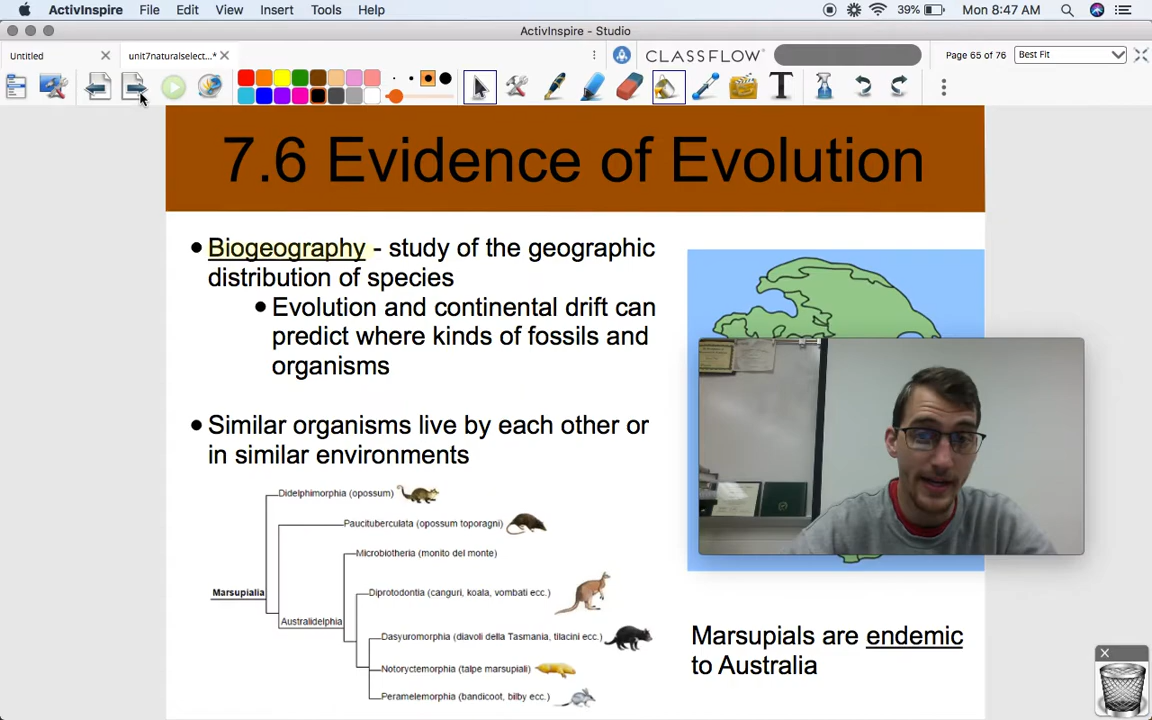 ActivInspire File Edit View Insert Tools Help 39% Mon 8:47 AM
ActivInspire - Studio
Untitled unit7naturalselect...* CLASSFLOW Page 65 of 76 Best Fit
7.6 Evidence of Evolution
Biogeography - study of the geographic
distribution of species
Evolution and continental drift can
predict where kinds of fossils and
organisms
Similar organisms live by each other or
in similar environments
Didelphimorphia (opossum)
Paucituberculata (opossum toporagni)
Microbiotheria (monito del monte)
Marsupialia
Diprotodontia (canguri, koala, vombati ecc.)
Australidelphia
Dasyuromorphia (diavoli della Tasmania, tilacini ecc.)
Notoryctemorphia (talpe marsupiali)
Peramelemorphia (bandicoot, bilby ecc.)
Marsupials are endemic
to Australia